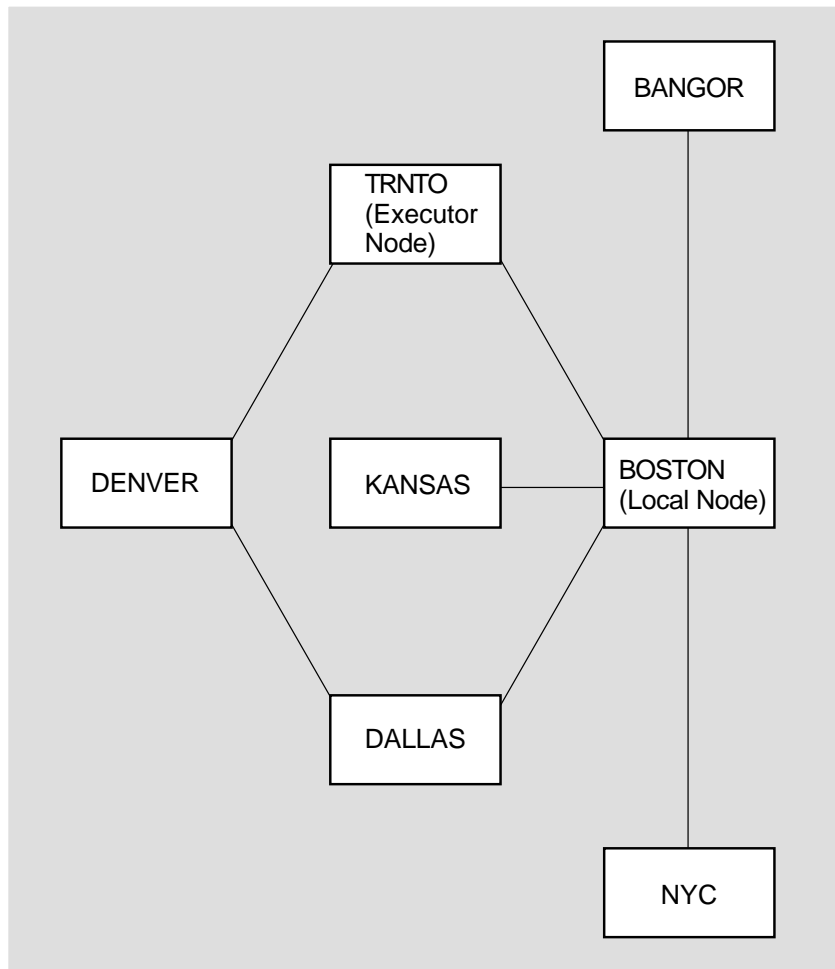 BANGOR
TRNTO
(Executor
Node)
DENVER
KANSAS
BOSTON
(Local Node)
DALLAS
NYC